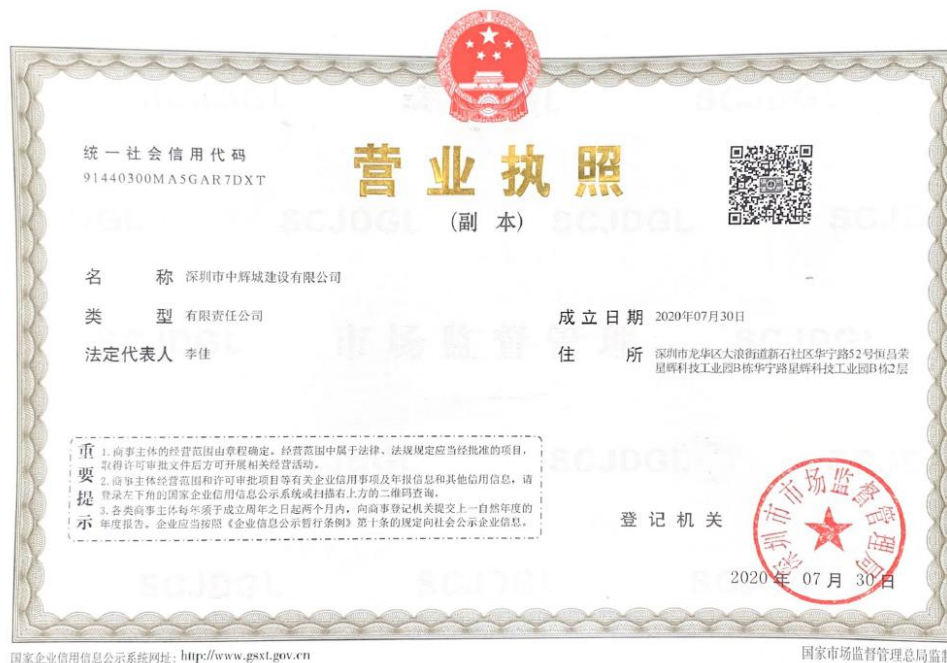 统一社会信用代码
91440300MA5GAR7DXT
营业执照
(副 本)
名 称 深圳市中辉城建设有限公司
类 型 有限责任公司
成立日期 2020年07月30日
法定代表人 李佳
住 所 深圳市龙华区大浪街道新石社区华宁路52号恒昌荣
星辉科技工业园B栋华宁路星辉科技工业园B栋2层
重要提示
1.商事主体的经营范围由章程确定。经营范围中属于法律、法规规定应当经批准的项目，
取得许可审批文件后方可开展相关经营活动。
2.商事主体经营范围和许可审批项目等有关企业信用事项及年报信息和其他信用信息，请
登录左下角的国家企业信用信息公示系统或扫描右上方的二维码查询。
3.各类商事主体每年须于成立周年之日起两个月内，向商事登记机关提交上一自然年度的
年度报告。企业应当按照《企业信息公示暂行条例》第十条的规定向社会公示企业信息。
登记机关
深圳市市场监督管理局
2020年 07月 30日
SCJDGL
市场监督管理
国家企业信用信息公示系统网址: http://www.gsxt.gov.cn
国家市场监督管理总局监制